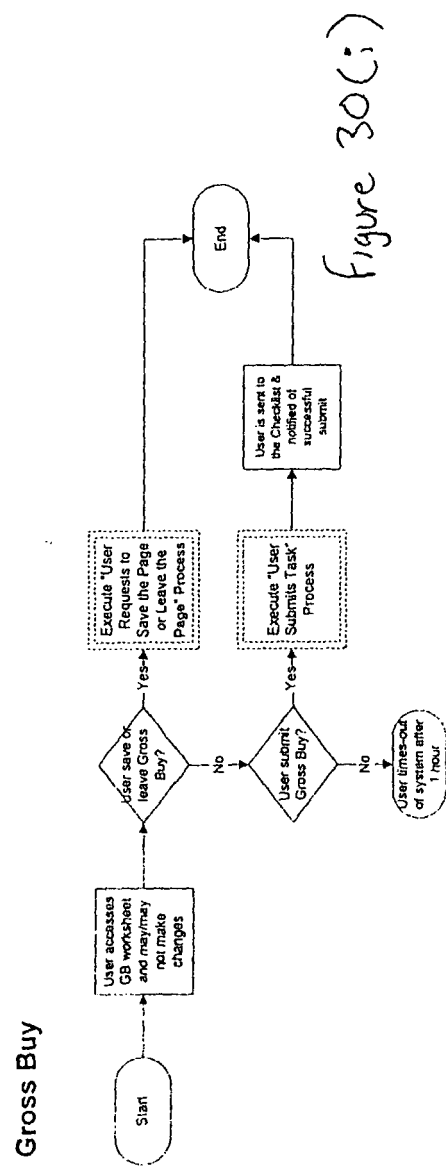 Gross Buy
Start
User accesses
GB worksheet
and may/may
not make
changes
User save or
leave Gross
Buy?
Yes
Execute "User
Requests to
Save the Page
or Leave the
Page" Process
End
No
User submit
Gross Buy?
Yes
Execute "User
Submits Task"
Process
User is sent to
the Checklist &
notified of
successful
submit
No
User times-out
of system after
1 hour
Figure 30(i)